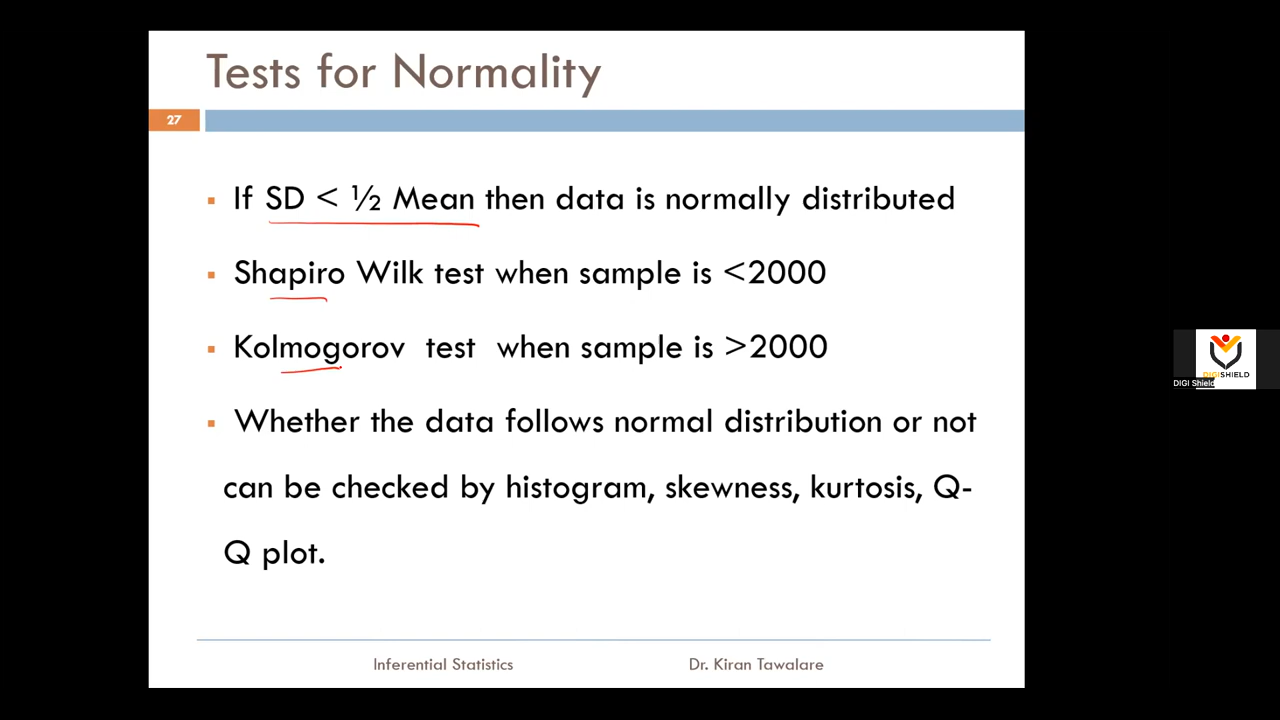 Tests for Normality
27
▪ If SD < ½ Mean then data is normally distributed
▪ Shapiro Wilk test when sample is <2000
▪ Kolmogorov test when sample is >2000
▪ Whether the data follows normal distribution or not
can be checked by histogram, skewness, kurtosis, Q-
Q plot.
DIGISHIELD
DIGI Shield
Inferential Statistics
Dr. Kiran Tawalare